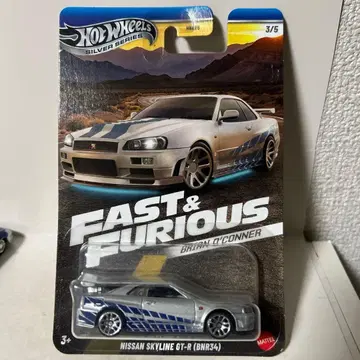 HOT WHEELS
SILVER SERIES
3/5
FAST &
FURIOUS
BRIAN O'CONNER
3+
NISSAN SKYLINE GT-R (BNR34)
MATTEL